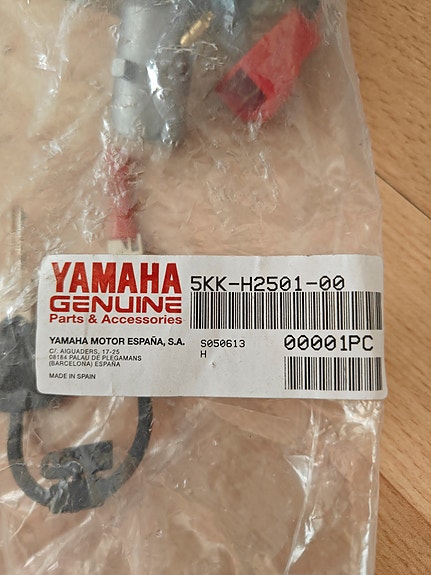 YAMAHA
GENUINE
Parts & Accessories
5KK-H2501-00
YAMAHA MOTOR ESPAÑA, S.A.
C/. AIGUADERS, 17-25
08184 PALAU DE PLEGAMANS
(BARCELONA) ESPAÑA
MADE IN SPAIN
S050613
H
00001PC